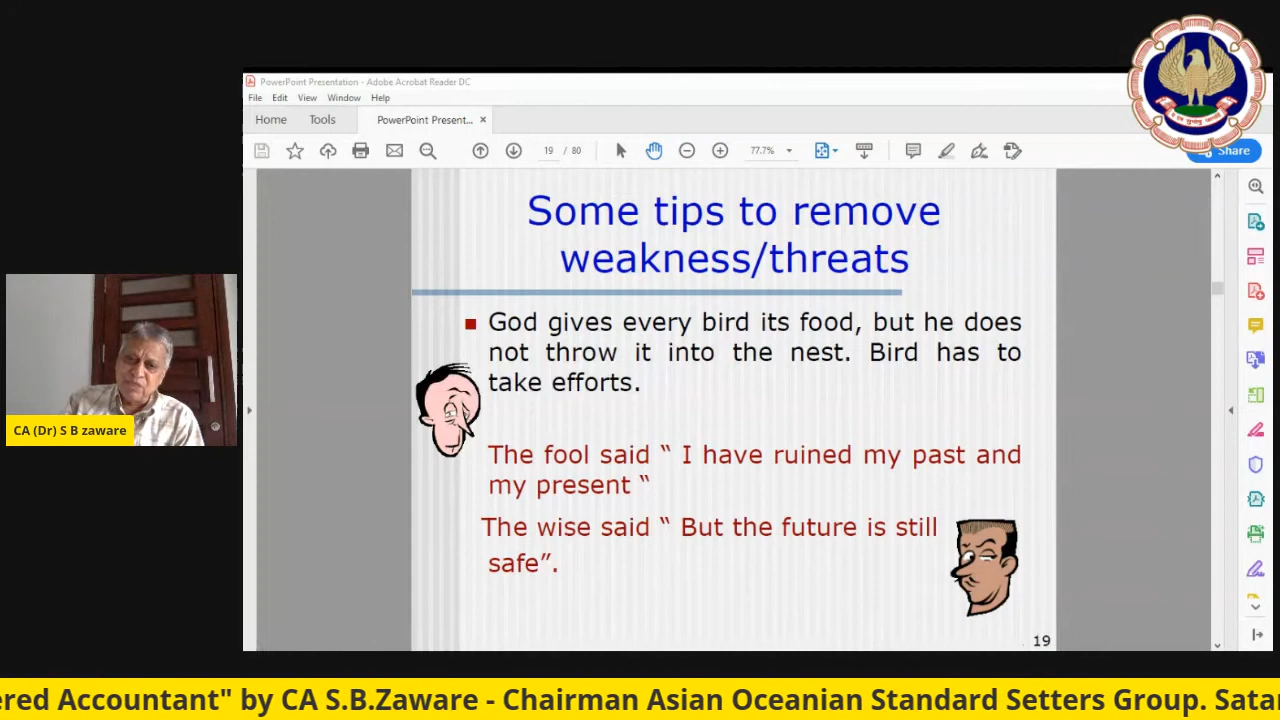 PowerPoint Presentation - Adobe Acrobat Reader DC
File Edit View Window Help
Home Tools PowerPoint Present... ×
19 / 80 77.7% Share
Some tips to remove
weakness/threats
God gives every bird its food, but he does
not throw it into the nest. Bird has to
take efforts.
The fool said “ I have ruined my past and
my present “
The wise said “ But the future is still
safe”.
19
CA (Dr) S B zaware
ered Accountant" by CA S.B.Zaware - Chairman Asian Oceanian Standard Setters Group. Satar